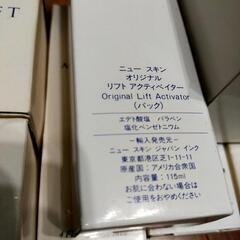 FT
ニュー スキン
オリジナル
リフト アクティベイター
Original Lift Activator
(パック)
エデト酸塩 パラベン
塩化ベンゼトニウム
—輸入発売元—
ニュー スキン ジャパン インク
東京都港区芝1-11-11
原産国：アメリカ合衆国
内容量：115ml
お肌に合わない場合は
ご使用をおやめください